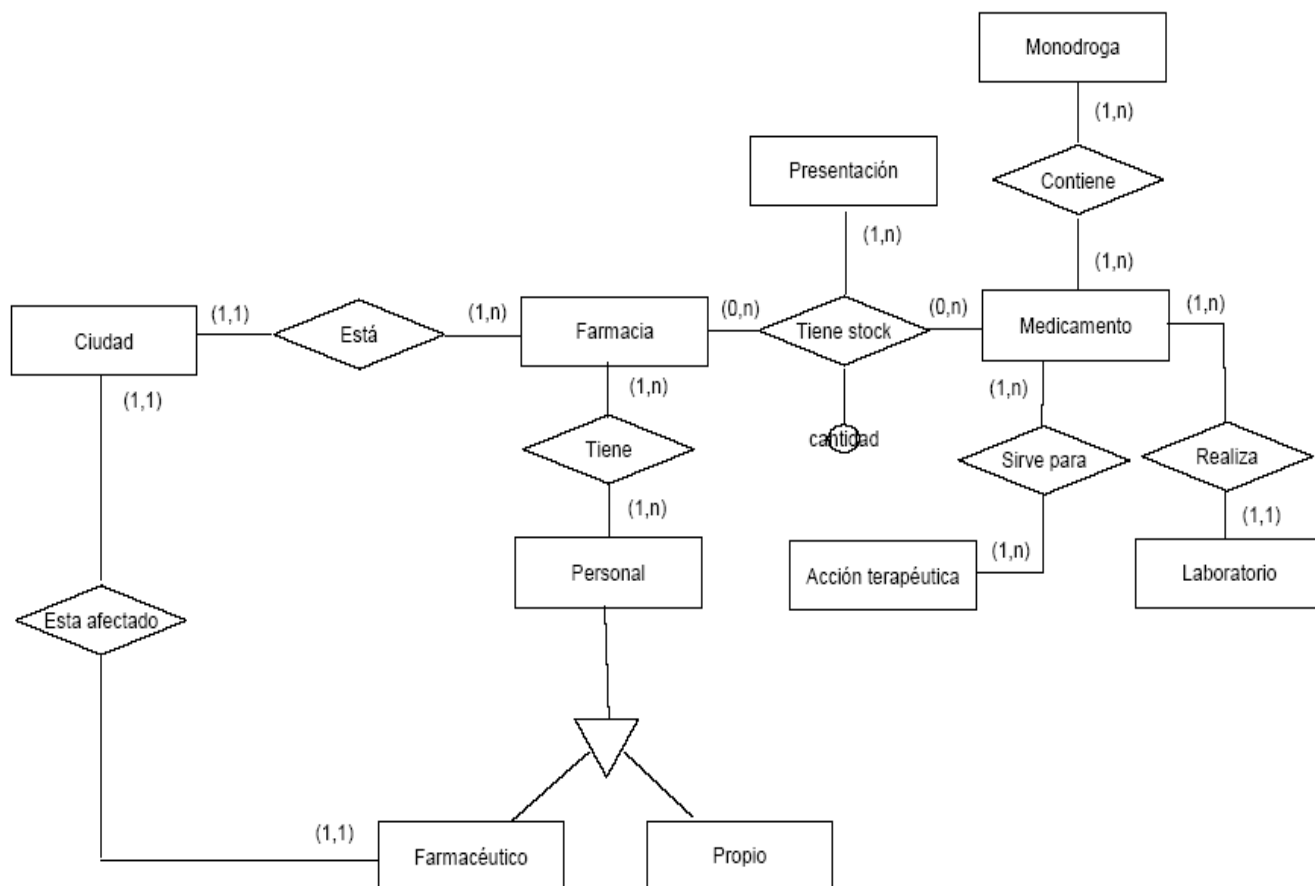 Monodroga
(1,n)
Presentación
Contiene
(1,n)
(1,n)
Ciudad
(1,1)
Está
(1,n)
Farmacia
(0,n)
Tiene stock
(0,n)
Medicamento
(1,n)
(1,1)
(1,n)
(1,n)
cantidad
Tiene
Sirve para
Realiza
(1,n)
(1,n)
(1,1)
Personal
Acción terapéutica
Laboratorio
Esta afectado
(1,1)
Farmacéutico
Propio